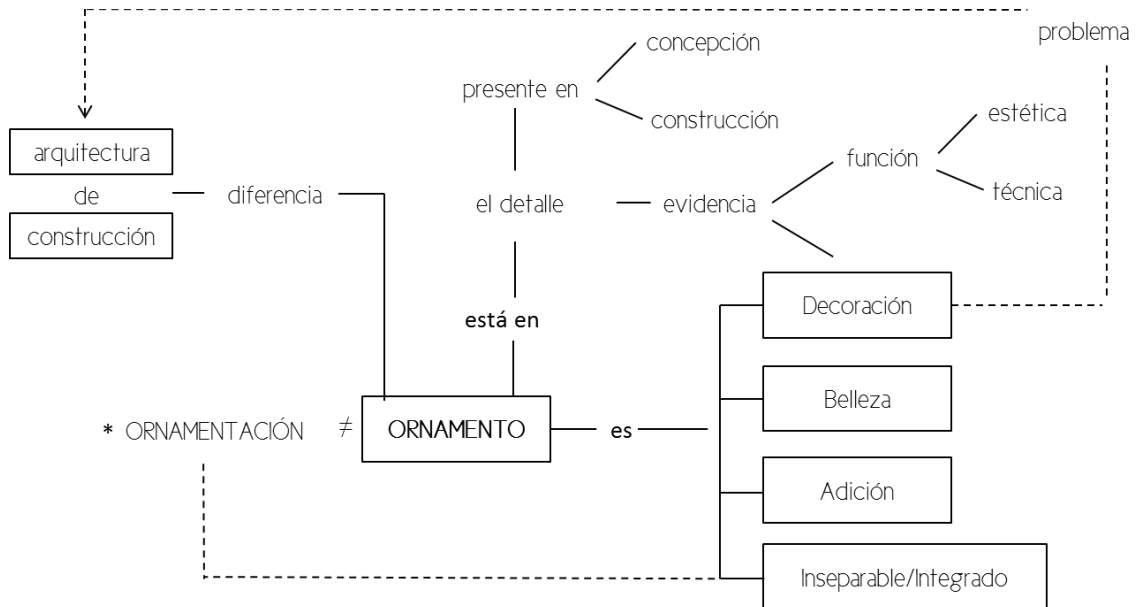 problema
concepción
presente en
construcción
estética
arquitectura
función
de
diferencia
el detalle
evidencia
técnica
construcción
Decoración
está en
Belleza
* ORNAMENTACIÓN ≠ ORNAMENTO
es
Adición
Inseparable/Integrado